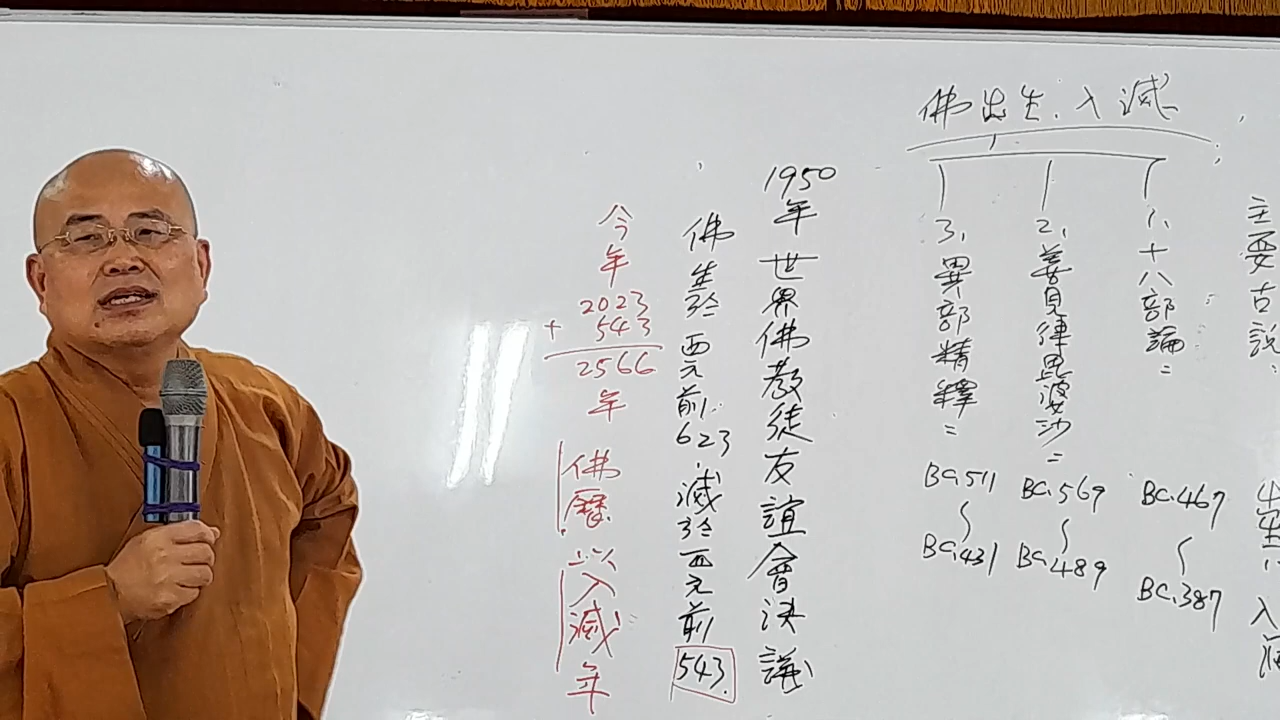 主要古說:
佛出生.入滅
1、十八部論=
BC.467
BC.387
2、善見律毘婆沙=
BC.569
BC.489
3、異部精釋=
BC.511
BC.431
1950年世界佛教徒友誼會決議
佛生於西元前623.滅於西元前543.
今年
2023
+ 543
2566
年
佛曆以入滅年